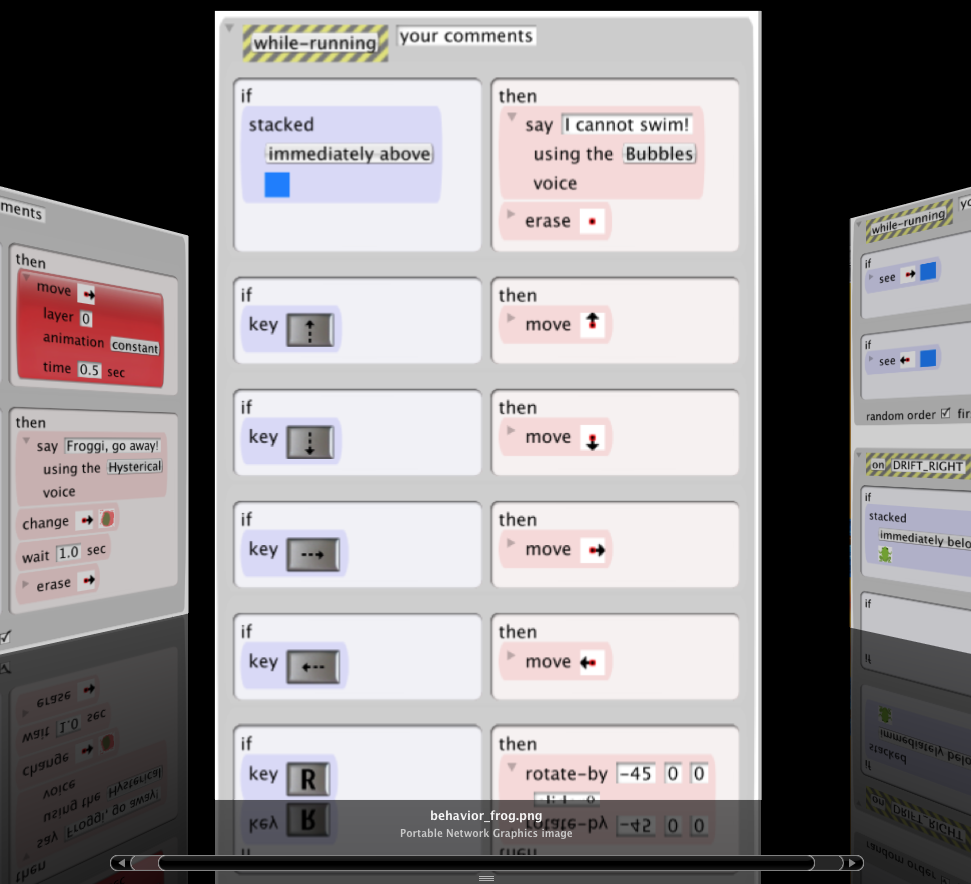 while-running your comments
if
stacked
immediately above
then
say I cannot swim!
using the Bubbles
voice
erase
if
key
then
move
if
key
then
move
if
key
then
move
if
key
then
move
if
key R
then
rotate-by -45 0 0
behavior_frog.png
Portable Network Graphics image
ments
then
move
layer 0
animation constant
time 0.5 sec
then
say Froggi, go away!
using the Hysterical
voice
change
wait 1.0 sec
erase
while-running yo
if
see
if
see
random order fir
on DRIFT_RIGHT
if
stacked
immediately belo
if